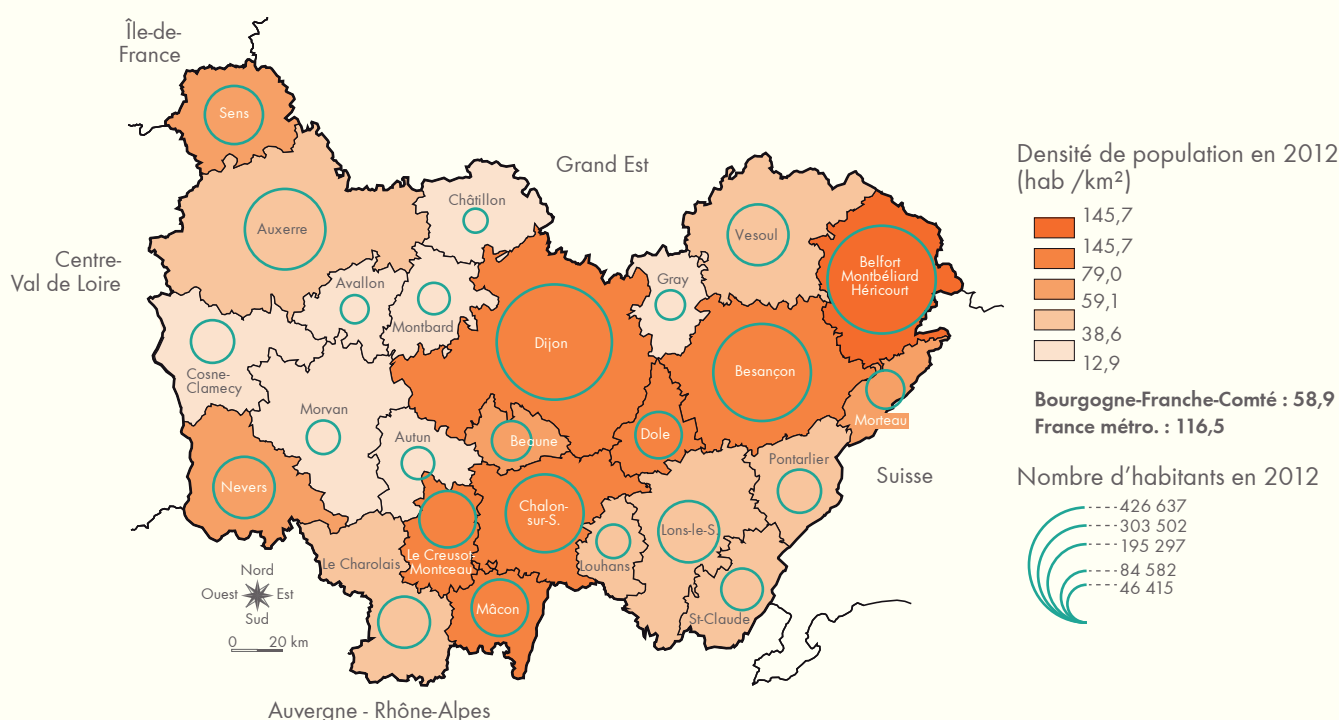 Île-de-
France
Grand Est
Centre-
Val de Loire
Suisse
Auvergne - Rhône-Alpes
Sens
Auxerre
Châtillon
Avallon
Montbard
Cosne-
Clamecy
Morvan
Autun
Nevers
Dijon
Gray
Vesoul
Belfort
Montbéliard
Héricourt
Besançon
Morteau
Beaune
Dole
Pontarlier
Chalon-
sur-S.
Le Creusot
Montceau
Le Charolais
Louhans
Lons-le-S.
St-Claude
Mâcon
Nord
Ouest
Est
Sud
0 20 km
Densité de population en 2012
(hab /km²)
145,7
145,7
79,0
59,1
38,6
12,9
Bourgogne-Franche-Comté : 58,9
France métro. : 116,5
Nombre d’habitants en 2012
426 637
303 502
195 297
84 582
46 415